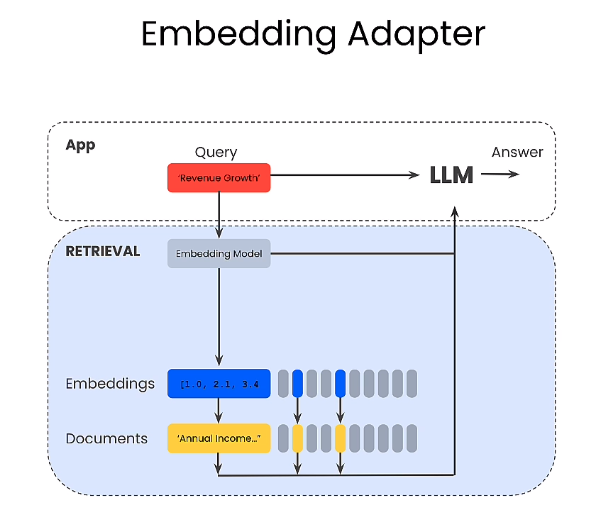 Embedding Adapter
App
Query
Answer
'Revenue Growth'
LLM
RETRIEVAL
Embedding Model
Embeddings
[1.0, 2.1, 3.4
Documents
'Annual Income…"